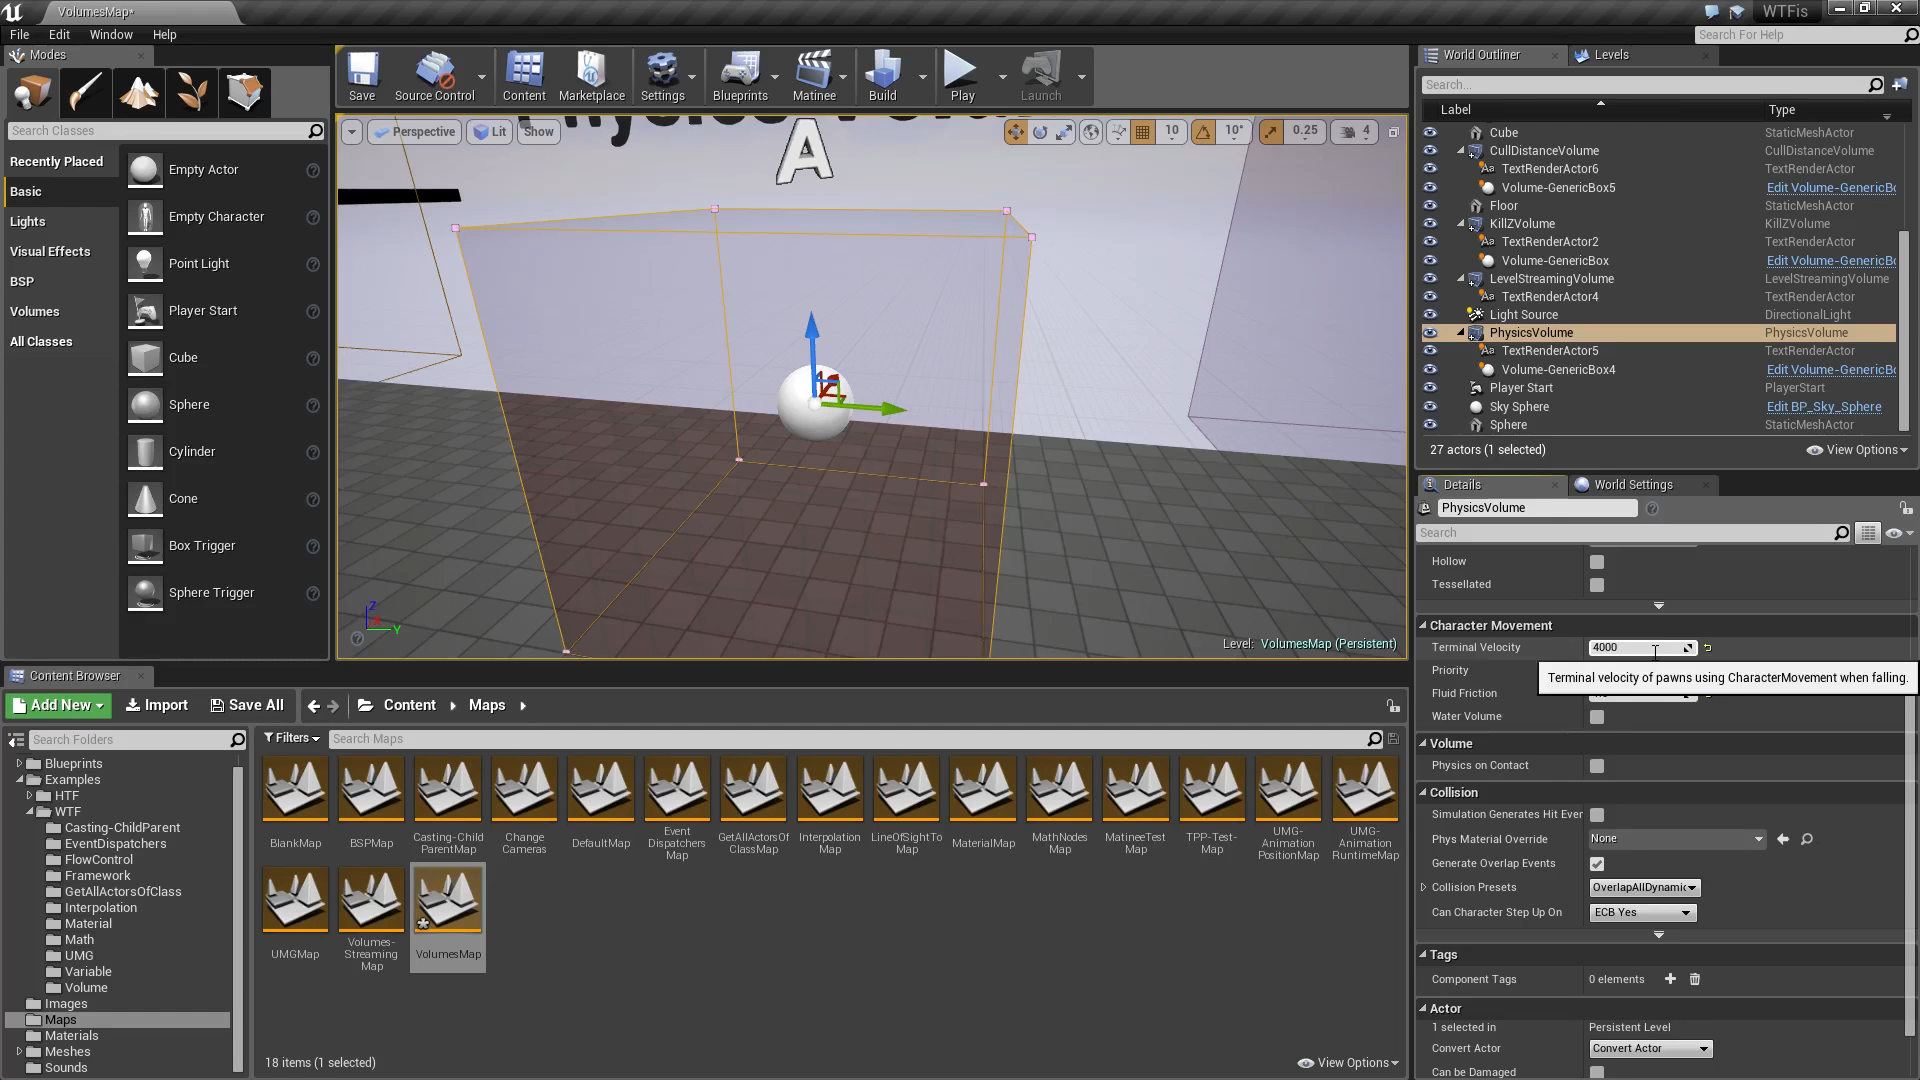 VolumesMap*
WTFis
File Edit Window Help
Search For Help
Modes
Search Classes
Recently Placed
Basic
Lights
Visual Effects
BSP
Volumes
All Classes
Empty Actor
Empty Character
Point Light
Player Start
Cube
Sphere
Cylinder
Cone
Box Trigger
Sphere Trigger
Save
Source Control
Content
Marketplace
Settings
Blueprints
Matinee
Build
Play
Launch
Perspective
Lit
Show
10
10°
0.25
4
A
Level: VolumesMap (Persistent)
World Outliner
Levels
Search...
Label Type
Cube StaticMeshActor
CullDistanceVolume CullDistanceVolume
TextRenderActor6 TextRenderActor
Volume-GenericBox5 Edit Volume-GenericBo
Floor StaticMeshActor
KillZVolume KillZVolume
TextRenderActor2 TextRenderActor
Volume-GenericBox Edit Volume-GenericBo
LevelStreamingVolume LevelStreamingVolume
TextRenderActor4 TextRenderActor
Light Source DirectionalLight
PhysicsVolume PhysicsVolume
TextRenderActor5 TextRenderActor
Volume-GenericBox4 Edit Volume-GenericBo
Player Start PlayerStart
Sky Sphere Edit BP_Sky_Sphere
Sphere StaticMeshActor
27 actors (1 selected)
View Options
Details
World Settings
PhysicsVolume
Search
Hollow
Tessellated
Character Movement
Terminal Velocity 4000
Priority
Terminal velocity of pawns using CharacterMovement when falling.
Fluid Friction
Water Volume
Volume
Physics on Contact
Collision
Simulation Generates Hit Ever
Phys Material Override None
Generate Overlap Events
Collision Presets OverlapAllDynamic
Can Character Step Up On ECB Yes
Tags
Component Tags 0 elements
Actor
1 selected in Persistent Level
Convert Actor Convert Actor
Can be Damaged
Content Browser
Add New
Import
Save All
Content
Maps
Search Folders
Blueprints
Examples
HTF
WTF
Casting-ChildParent
EventDispatchers
FlowControl
Framework
GetAllActorsOfClass
Interpolation
Material
Math
UMG
Variable
Volume
Images
Maps
Materials
Meshes
Sounds
Filters
Search Maps
BlankMap
BSPMap
Casting-Child
ParentMap
Change
Cameras
DefaultMap
Event
Dispatchers
Map
GetAllActorsOf
ClassMap
Interpolation
Map
LineOfSightTo
Map
MaterialMap
MathNodes
Map
MatineeTest
Map
TPP-Test-
Map
UMG-
Animation
PositionMap
UMG-
Animation
RuntimeMap
UMGMap
Volumes-
Streaming
Map
VolumesMap
18 items (1 selected)
View Options